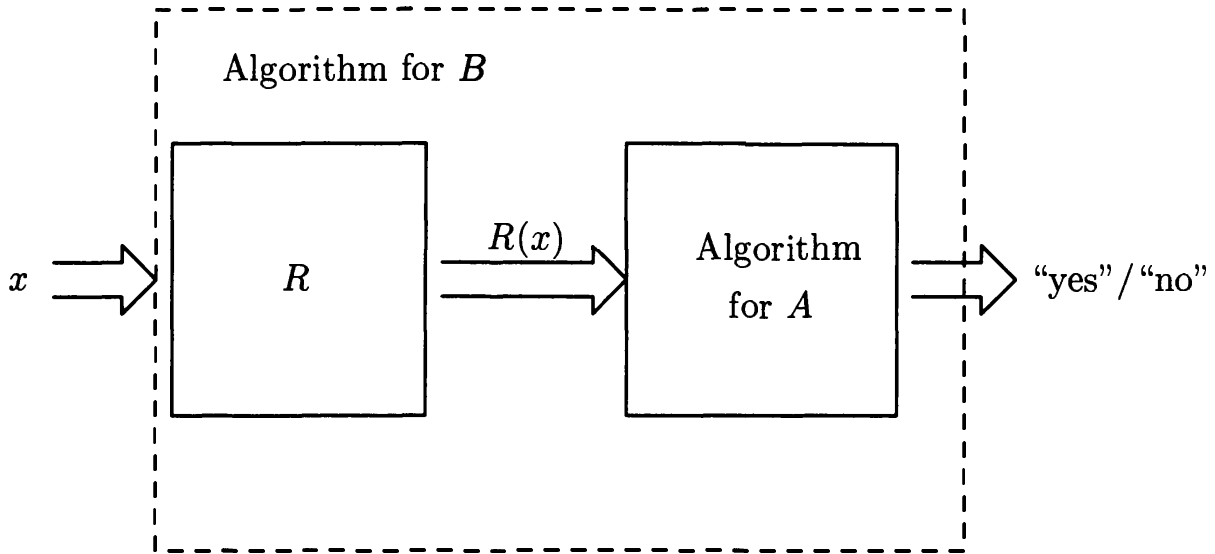 Algorithm for B
x
R
R(x)
Algorithm
for A
“yes”/“no”